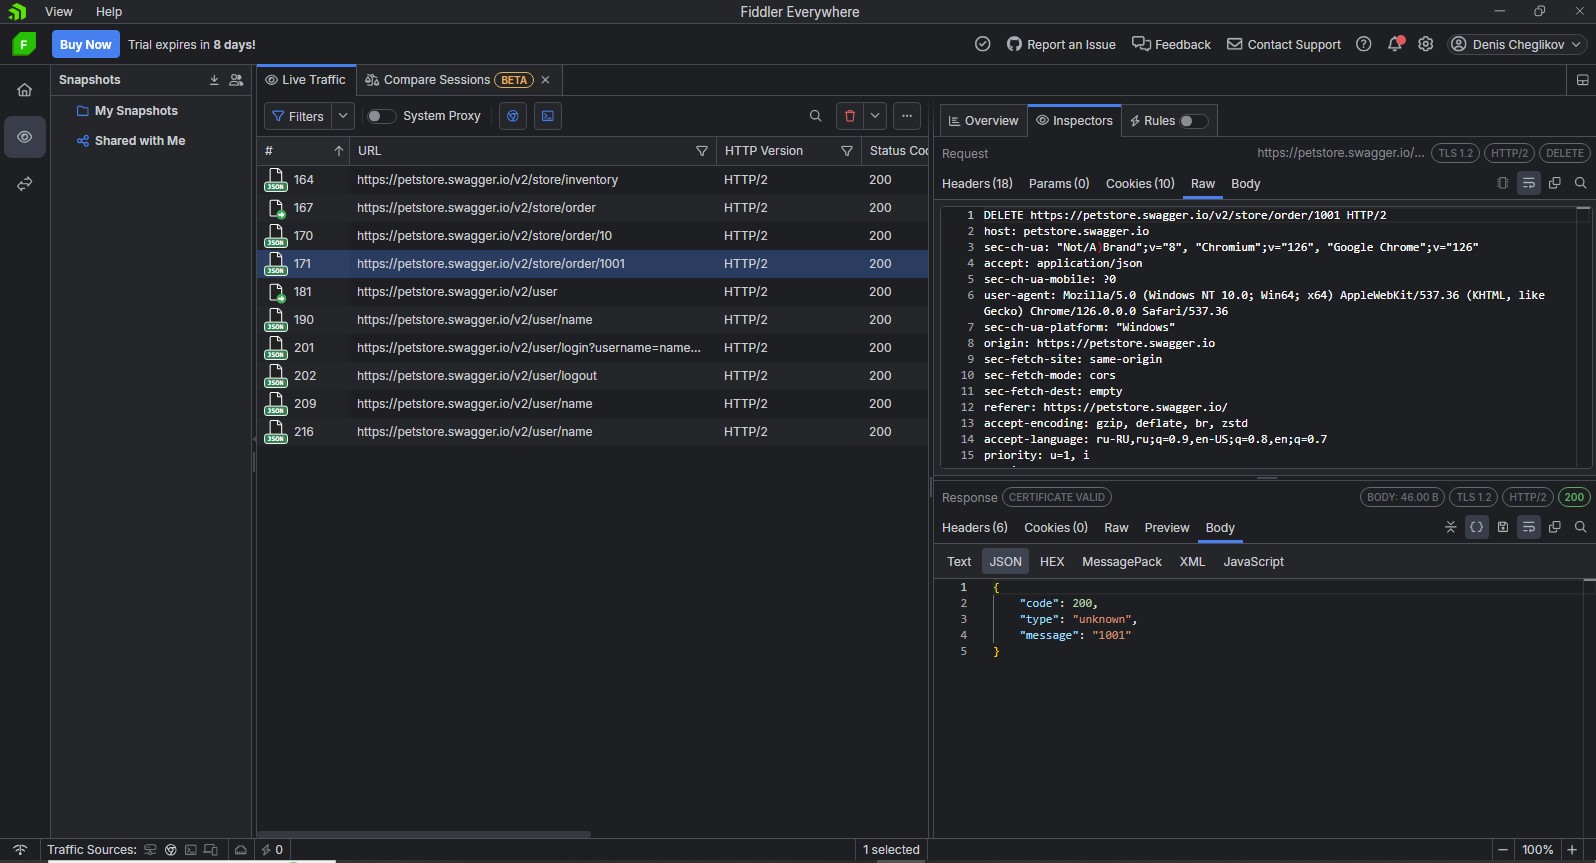 View Help
Fiddler Everywhere
F
Buy Now
Trial expires in 8 days!
Report an Issue
Feedback
Contact Support
Denis Cheglikov
Snapshots
My Snapshots
Shared with Me
Live Traffic
Compare Sessions BETA
Filters
System Proxy
# URL HTTP Version Status Coo
164 https://petstore.swagger.io/v2/store/inventory HTTP/2 200
167 https://petstore.swagger.io/v2/store/order HTTP/2 200
170 https://petstore.swagger.io/v2/store/order/10 HTTP/2 200
171 https://petstore.swagger.io/v2/store/order/1001 HTTP/2 200
181 https://petstore.swagger.io/v2/user HTTP/2 200
190 https://petstore.swagger.io/v2/user/name HTTP/2 200
201 https://petstore.swagger.io/v2/user/login?username=name... HTTP/2 200
202 https://petstore.swagger.io/v2/user/logout HTTP/2 200
209 https://petstore.swagger.io/v2/user/name HTTP/2 200
216 https://petstore.swagger.io/v2/user/name HTTP/2 200
JSON
JSON
JSON
JSON
JSON
JSON
JSON
JSON
Overview Inspectors Rules
Request https://petstore.swagger.io/... TLS 1.2 HTTP/2 DELETE
Headers (18) Params (0) Cookies (10) Raw Body
1 DELETE https://petstore.swagger.io/v2/store/order/1001 HTTP/2
2 host: petstore.swagger.io
3 sec-ch-ua: "Not/A)Brand";v="8", "Chromium";v="126", "Google Chrome";v="126"
4 accept: application/json
5 sec-ch-ua-mobile: ?0
6 user-agent: Mozilla/5.0 (Windows NT 10.0; Win64; x64) AppleWebKit/537.36 (KHTML, like
Gecko) Chrome/126.0.0.0 Safari/537.36
7 sec-ch-ua-platform: "Windows"
8 origin: https://petstore.swagger.io
9 sec-fetch-site: same-origin
10 sec-fetch-mode: cors
11 sec-fetch-dest: empty
12 referer: https://petstore.swagger.io/
13 accept-encoding: gzip, deflate, br, zstd
14 accept-language: ru-RU,ru;q=0.9,en-US;q=0.8,en;q=0.7
15 priority: u=1, i
Response CERTIFICATE VALID BODY: 46.00 B TLS 1.2 HTTP/2 200
Headers (6) Cookies (0) Raw Preview Body
Text JSON HEX MessagePack XML JavaScript
1 {
2 "code": 200,
3 "type": "unknown",
4 "message": "1001"
5 }
Traffic Sources:
0
1 selected
100%